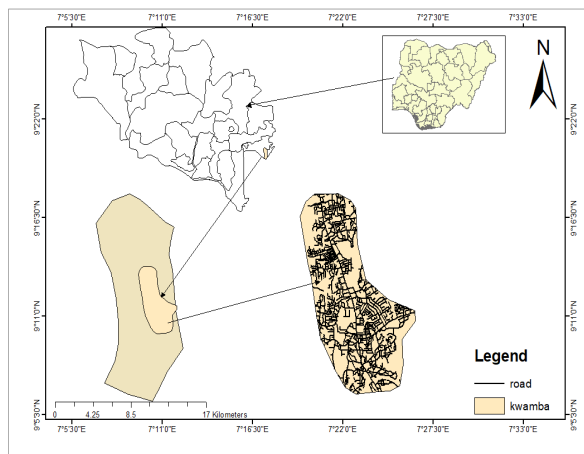 7°5'30"E 7°11'0"E 7°16'30"E 7°22'0"E 7°27'30"E 7°33'0"E
N
9°22'0"N 9°22'0"N
9°16'30"N 9°16'30"N
9°11'0"N 9°11'0"N
Legend
road
kwamba
0 4.25 8.5 17 Kilometers
9°5'30"N 9°5'30"N
7°5'30"E 7°11'0"E 7°16'30"E 7°22'0"E 7°27'30"E 7°33'0"E